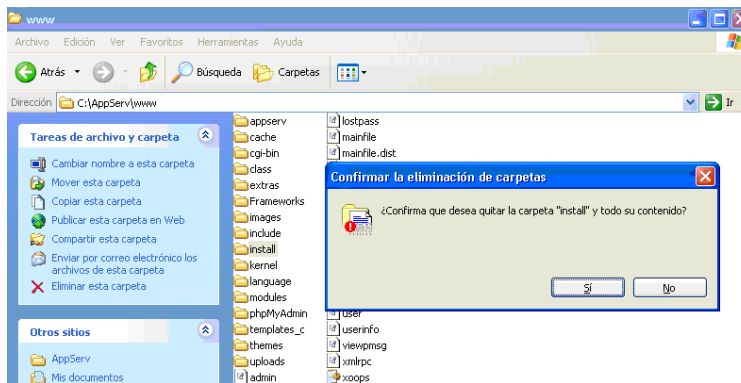 www
Archivo Edición Ver Favoritos Herramientas Ayuda
Atrás Búsqueda Carpetas
Dirección C:\AppServ\www Ir
Tareas de archivo y carpeta
Cambiar nombre a esta carpeta
Mover esta carpeta
Copiar esta carpeta
Publicar esta carpeta en Web
Compartir esta carpeta
Enviar por correo electrónico los
archivos de esta carpeta
Eliminar esta carpeta
Otros sitios
AppServ
Mis documentos
appserv
cache
cgi-bin
class
extras
Frameworks
images
include
install
kernel
language
modules
phpMyAdmin
templates_c
themes
uploads
admin
lostpass
mainfile
mainfile.dist
user
userinfo
viewpmsg
xmlrpc
xoops
Confirmar la eliminación de carpetas
¿Confirma que desea quitar la carpeta "install" y todo su contenido?
Sí No